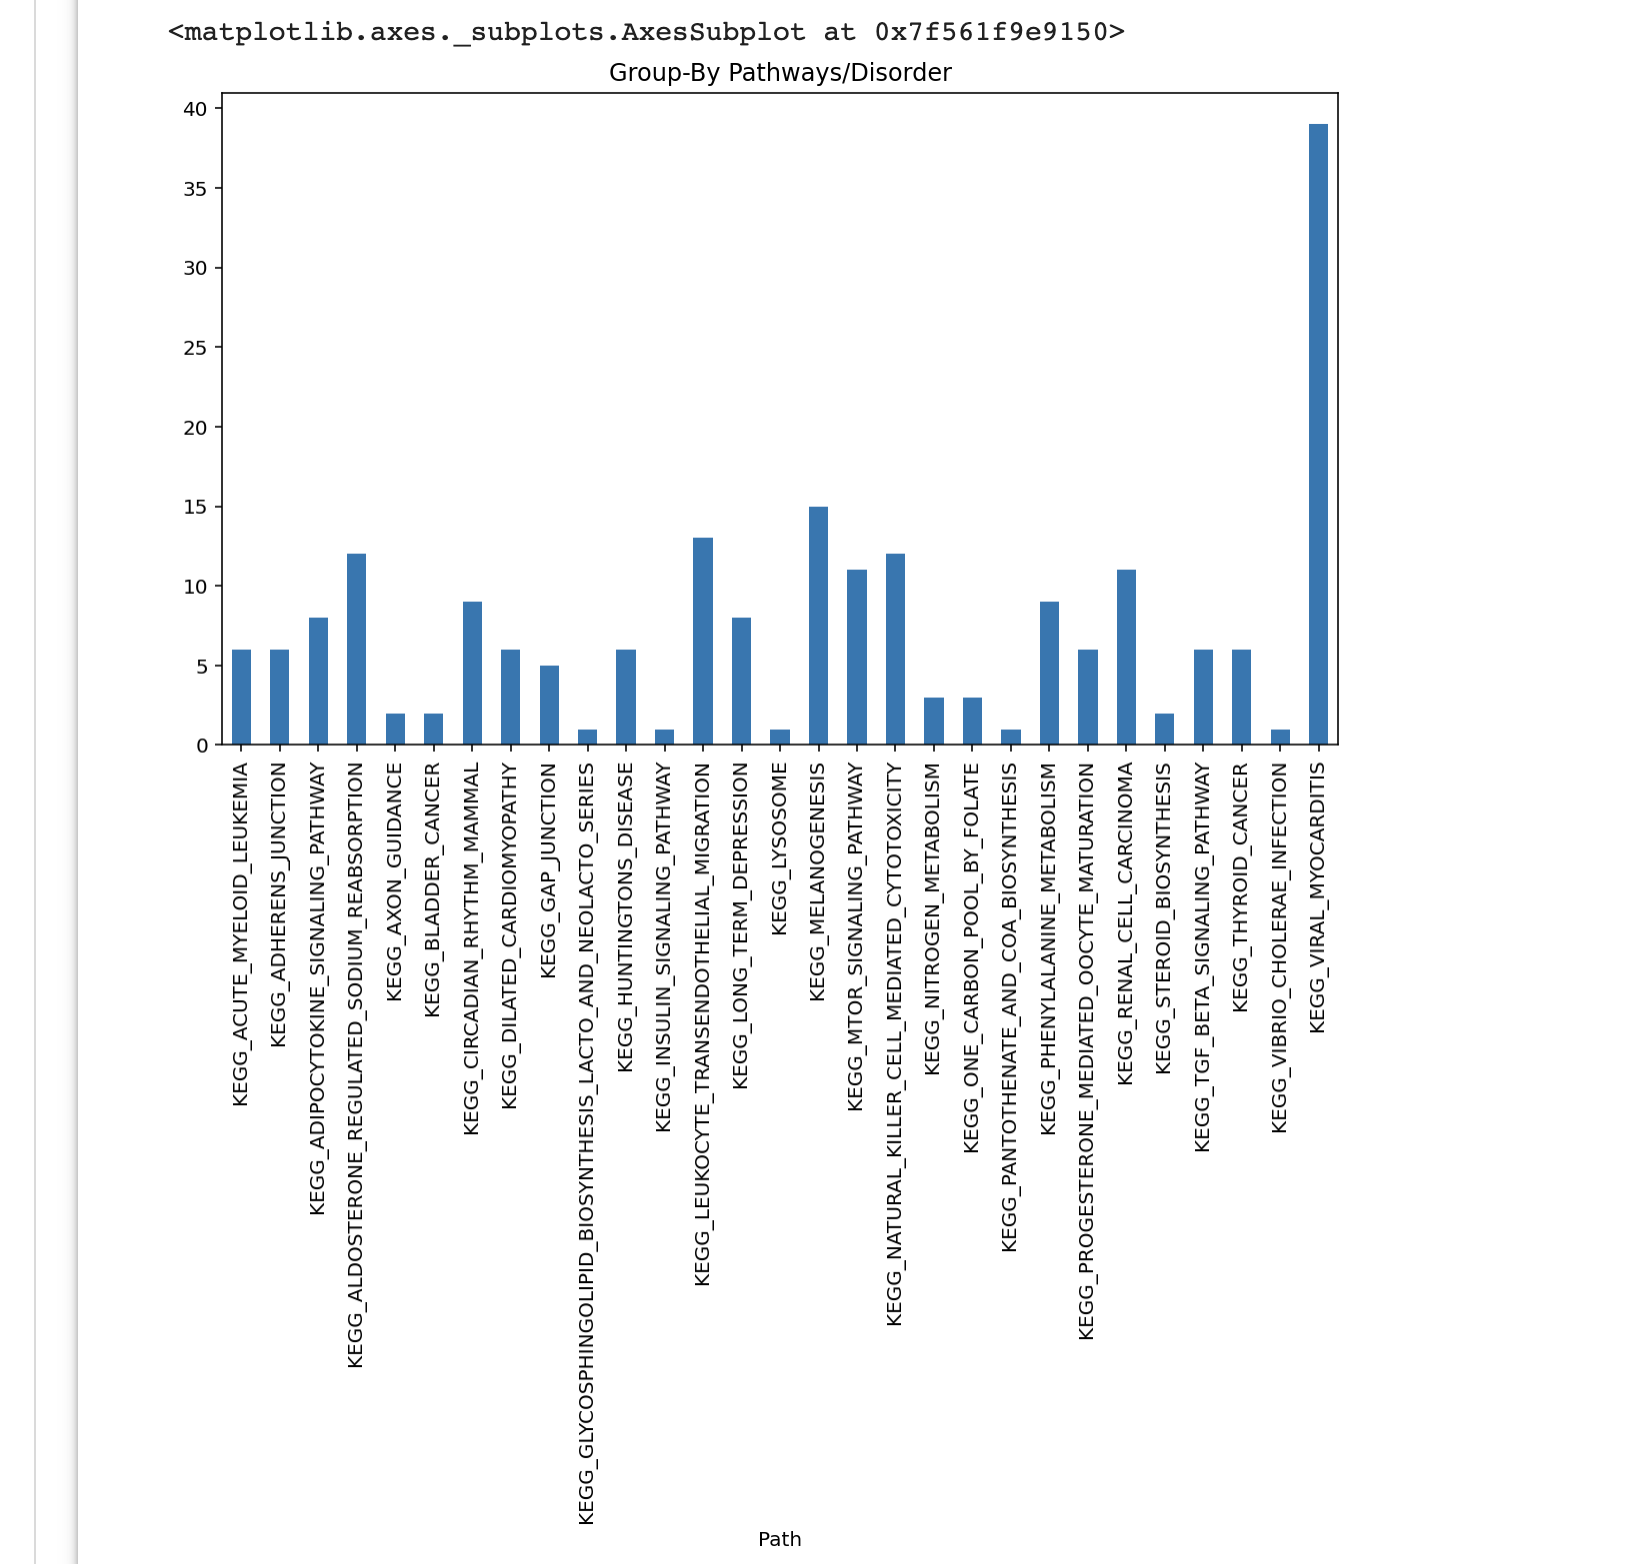 <matplotlib.axes._subplots.AxesSubplot at 0x7f561f9e9150>
Group-By Pathways/Disorder
40
35
30
25
20
15
10
5
0
KEGG_ACUTE_MYELOID_LEUKEMIA
KEGG_ADHERENS_JUNCTION
KEGG_ADIPOCYTOKINE_SIGNALING_PATHWAY
KEGG_ALDOSTERONE_REGULATED_SODIUM_REABSORPTION
KEGG_AXON_GUIDANCE
KEGG_BLADDER_CANCER
KEGG_CIRCADIAN_RHYTHM_MAMMAL
KEGG_DILATED_CARDIOMYOPATHY
KEGG_GAP_JUNCTION
KEGG_GLYCOSPHINGOLIPID_BIOSYNTHESIS_LACTO_AND_NEOLACTO_SERIES
KEGG_HUNTINGTONS_DISEASE
KEGG_INSULIN_SIGNALING_PATHWAY
KEGG_LEUKOCYTE_TRANSENDOTHELIAL_MIGRATION
KEGG_LONG_TERM_DEPRESSION
KEGG_LYSOSOME
KEGG_MELANOGENESIS
KEGG_MTOR_SIGNALING_PATHWAY
KEGG_NATURAL_KILLER_CELL_MEDIATED_CYTOTOXICITY
KEGG_NITROGEN_METABOLISM
KEGG_ONE_CARBON_POOL_BY_FOLATE
KEGG_PANTOTHENATE_AND_COA_BIOSYNTHESIS
KEGG_PHENYLALANINE_METABOLISM
KEGG_PROGESTERONE_MEDIATED_OOCYTE_MATURATION
KEGG_RENAL_CELL_CARCINOMA
KEGG_STEROID_BIOSYNTHESIS
KEGG_TGF_BETA_SIGNALING_PATHWAY
KEGG_THYROID_CANCER
KEGG_VIBRIO_CHOLERAE_INFECTION
KEGG_VIRAL_MYOCARDITIS
Path